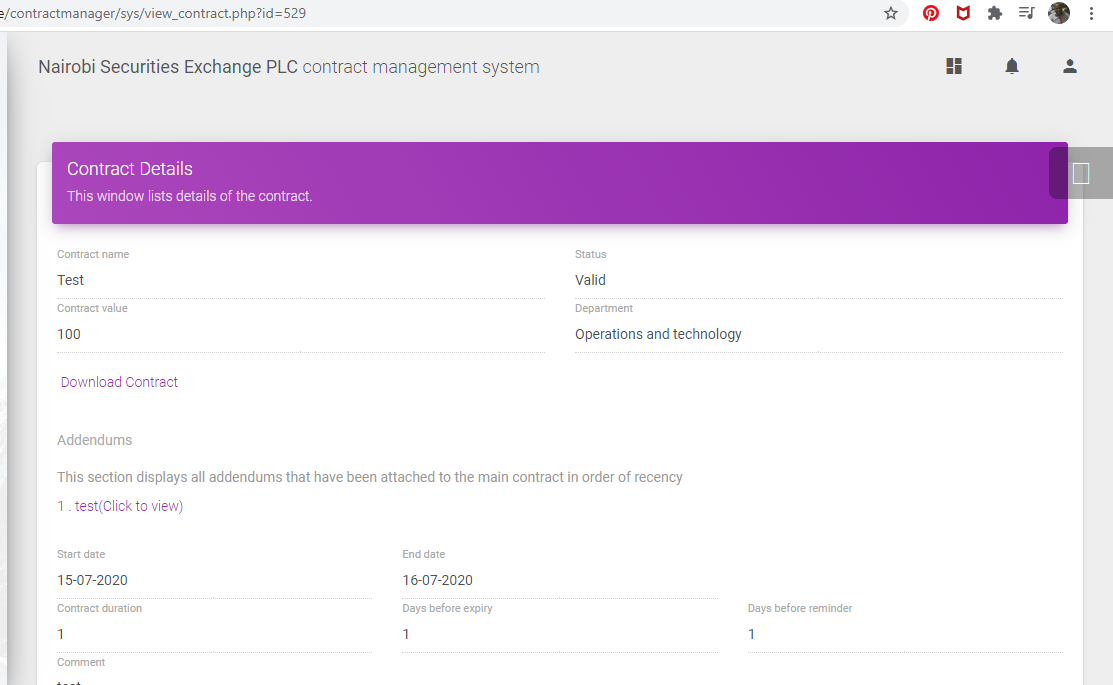 e/contractmanager/sys/view_contract.php?id=529
Nairobi Securities Exchange PLC contract management system
Contract Details
This window lists details of the contract.
Contract name
Status
Test
Valid
Contract value
Department
100
Operations and technology
Download Contract
Addendums
This section displays all addendums that have been attached to the main contract in order of recency
1 . test(Click to view)
Start date
End date
15-07-2020
16-07-2020
Contract duration
Days before expiry
Days before reminder
1
1
1
Comment